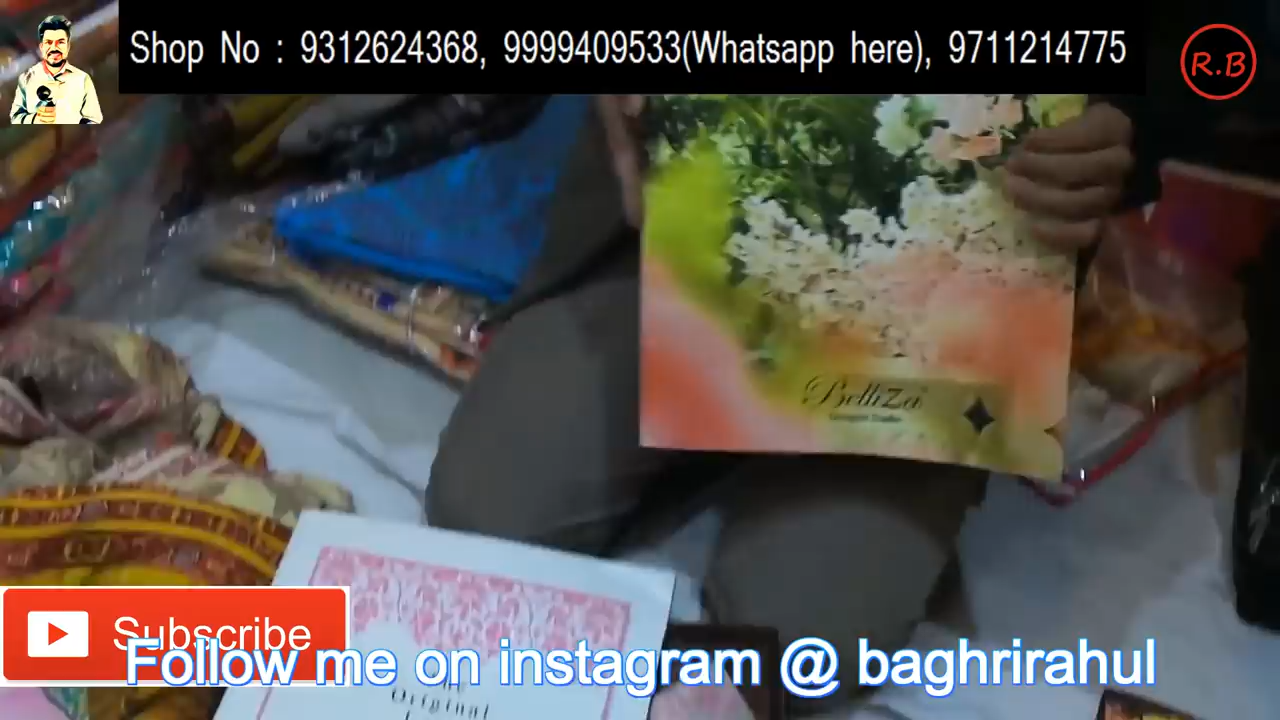 Shop No : 9312624368, 9999409533(Whatsapp here), 9711214775
R.B
BelliZa
Subscribe
Follow me on instagram @ baghrirahul
Original